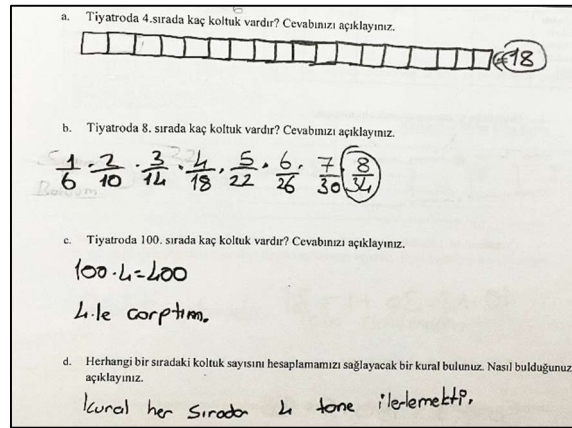 a. Tiyatroda 4.sırada kaç koltuk vardır? Cevabınızı açıklayınız.
=18
b. Tiyatroda 8. sırada kaç koltuk vardır? Cevabınızı açıklayınız.
1/6 . 2/10 . 3/14 . 4/18 . 5/22 . 6/26 . 7/30 . 8/34
c. Tiyatroda 100. sırada kaç koltuk vardır? Cevabınızı açıklayınız.
100.4=400
4.le çarptım.
d. Herhangi bir sıradaki koltuk sayısını hesaplamamızı sağlayacak bir kural bulunuz. Nasıl bulduğunuz
açıklayınız.
kural her sırada 4 tane ilerlemekti.